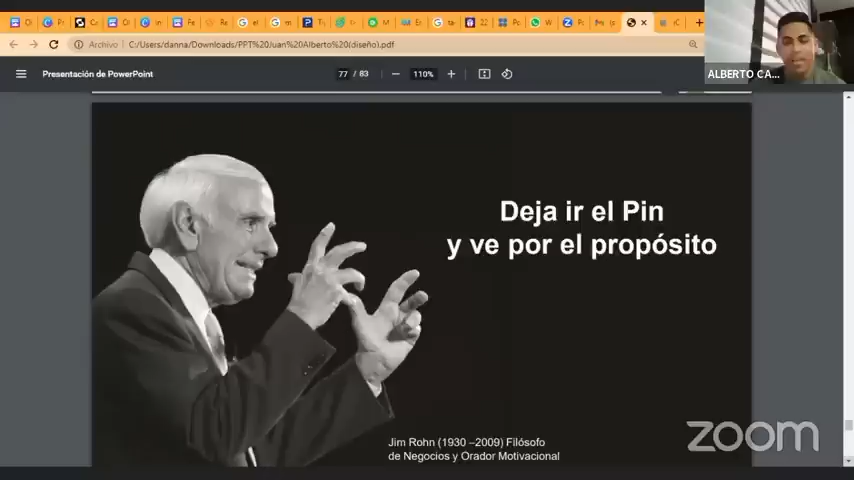 Archivo
C:/Users/danna/Downloads/PPT%20Juan%20Alberto%20(diseño).pdf
ALBERTO CA...
Presentación de PowerPoint
77 / 83
110%
Deja ir el Pin
y ve por el propósito
Jim Rohn (1930 –2009) Filósofo
de Negocios y Orador Motivacional
zoom